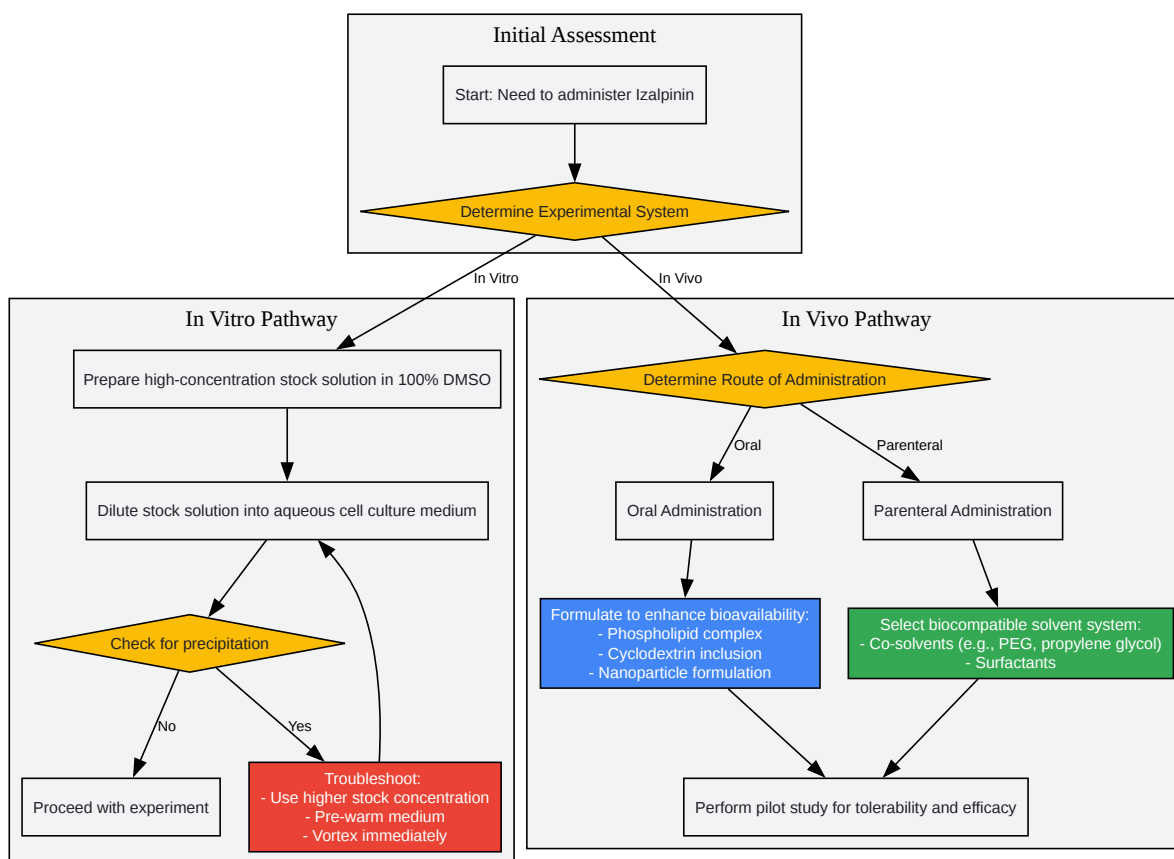 Initial Assessment
Start: Need to administer Izalpinin
Determine Experimental System
In Vitro
In Vivo
In Vitro Pathway
Prepare high-concentration stock solution in 100% DMSO
Dilute stock solution into aqueous cell culture medium
Check for precipitation
No
Yes
Proceed with experiment
Troubleshoot:
- Use higher stock concentration
- Pre-warm medium
- Vortex immediately
In Vivo Pathway
Determine Route of Administration
Oral
Parenteral
Oral Administration
Parenteral Administration
Formulate to enhance bioavailability:
- Phospholipid complex
- Cyclodextrin inclusion
- Nanoparticle formulation
Select biocompatible solvent system:
- Co-solvents (e.g., PEG, propylene glycol)
- Surfactants
Perform pilot study for tolerability and efficacy